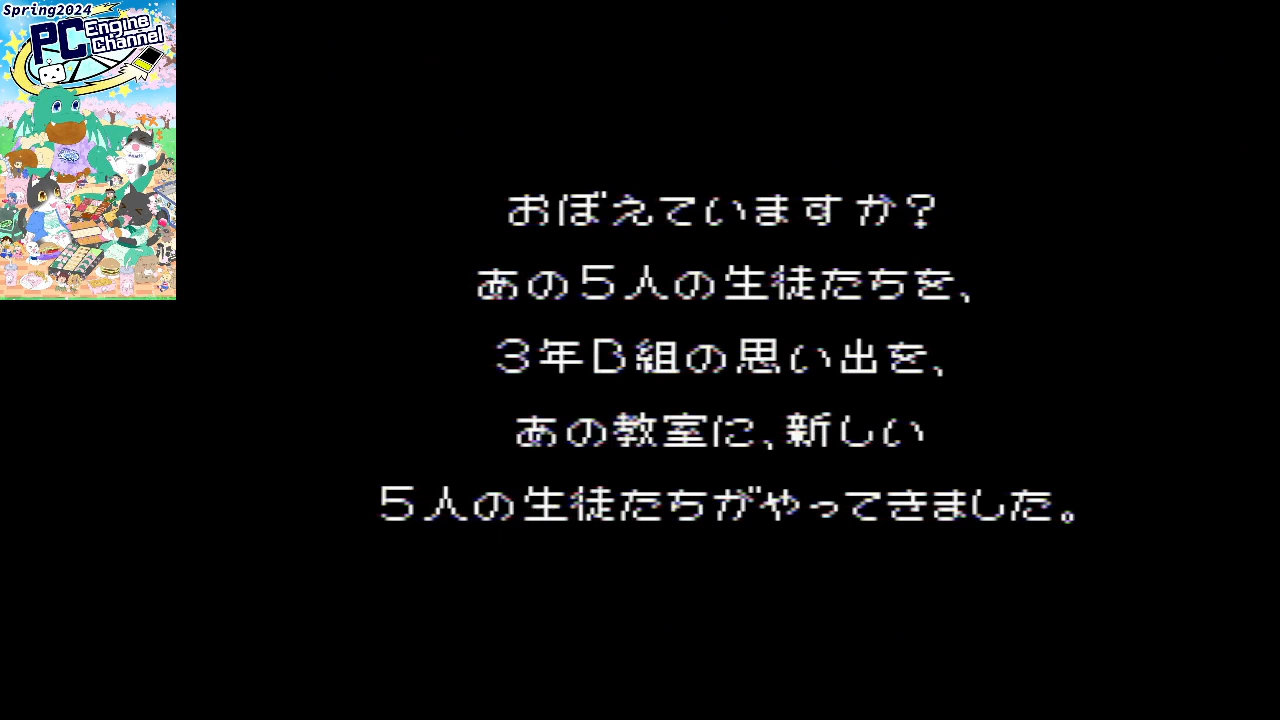 Spring2024
PC Engine
Channel
おぼえていますか?
あの5人の生徒たちを、
3年B組の思い出を、
あの教室に、新しい
5人の生徒たちがやってきました。